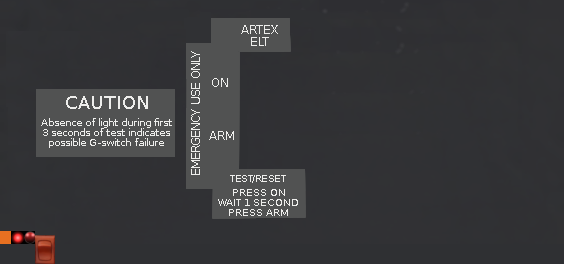 ARTEX
ELT
EMERGENCY USE ONLY
ON
ARM
CAUTION
Absence of light during first
3 seconds of test indicates
possible G-switch failure
TEST/RESET
PRESS ON
WAIT 1 SECOND
PRESS ARM